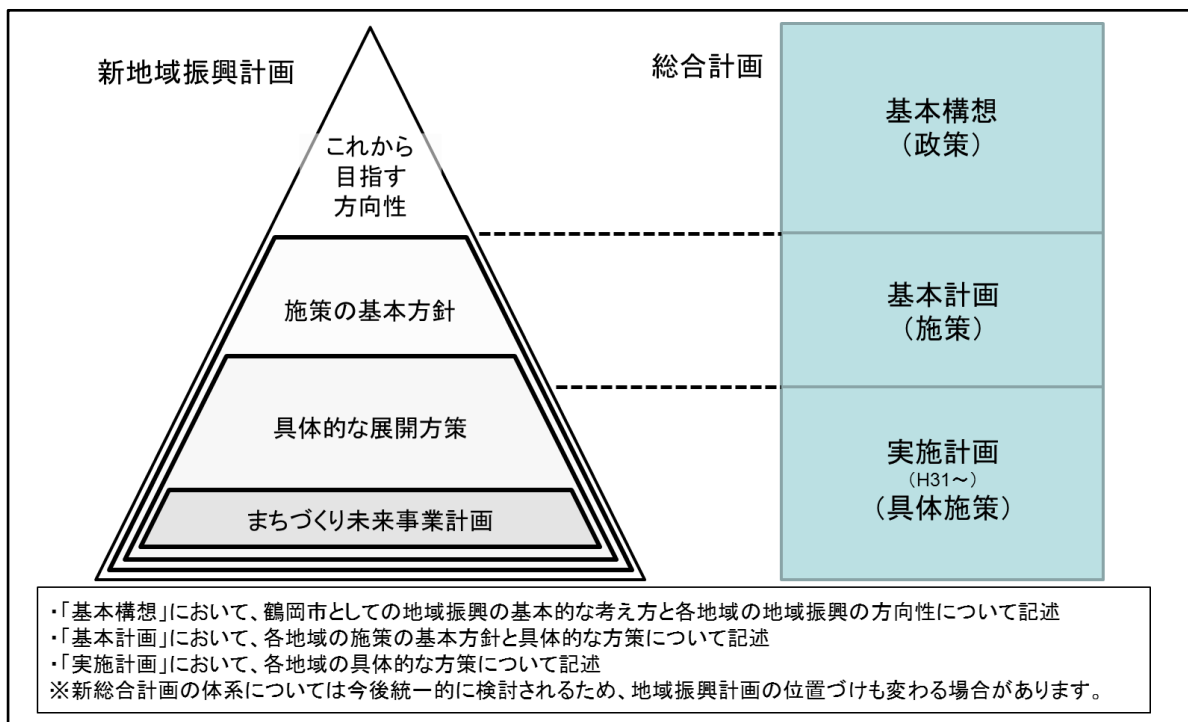 新地域振興計画
これから
目指す
方向性
施策の基本方針
具体的な展開方策
まちづくり未来事業計画
総合計画
基本構想
（政策）
基本計画
（施策）
実施計画
（H31～）
（具体施策）
・「基本構想」において、鶴岡市としての地域振興の基本的な考え方と各地域の地域振興の方向性について記述
・「基本計画」において、各地域の施策の基本方針と具体的な方策について記述
・「実施計画」において、各地域の具体的な方策について記述
※新総合計画の体系については今後統一的に検討されるため、地域振興計画の位置づけも変わる場合があります。